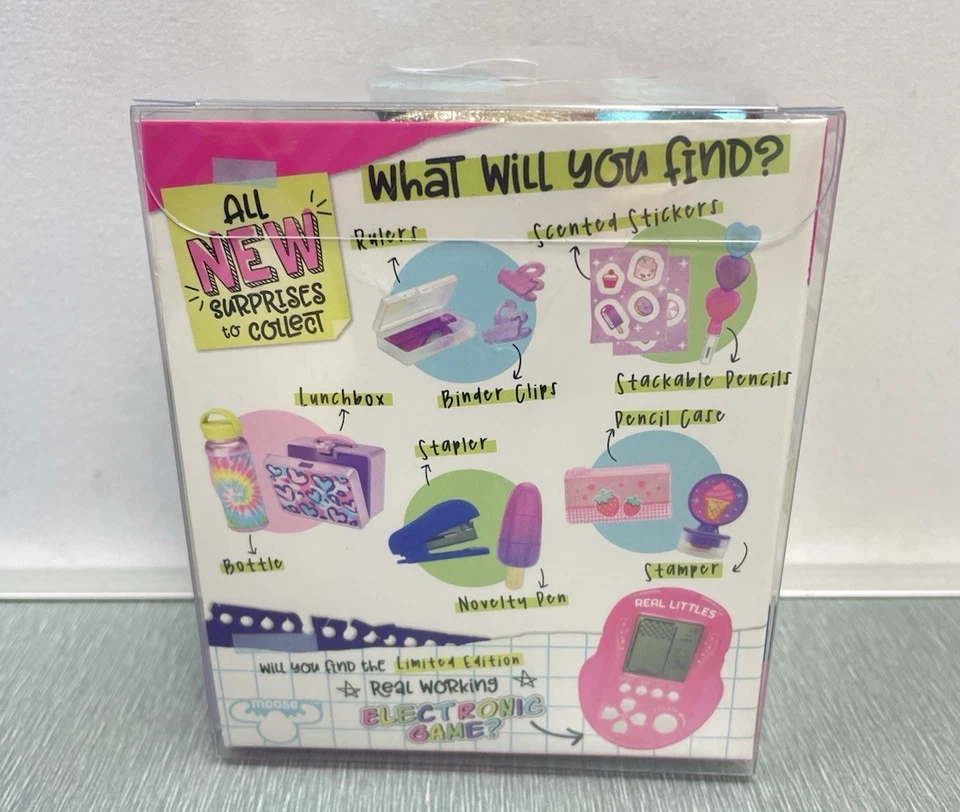 What Will you find?
ALL
NEW
SURPRISES
to COLLECT
Rulers
Scented Stickers
Binder Clips
Stackable Pencils
Lunchbox
Pencil Case
Stapler
Bottle
Stamper
Novelty Pen
REAL LITTLES
Will you find the Limited Edition
Real Working
ELECTRONIC
GAME?
moose